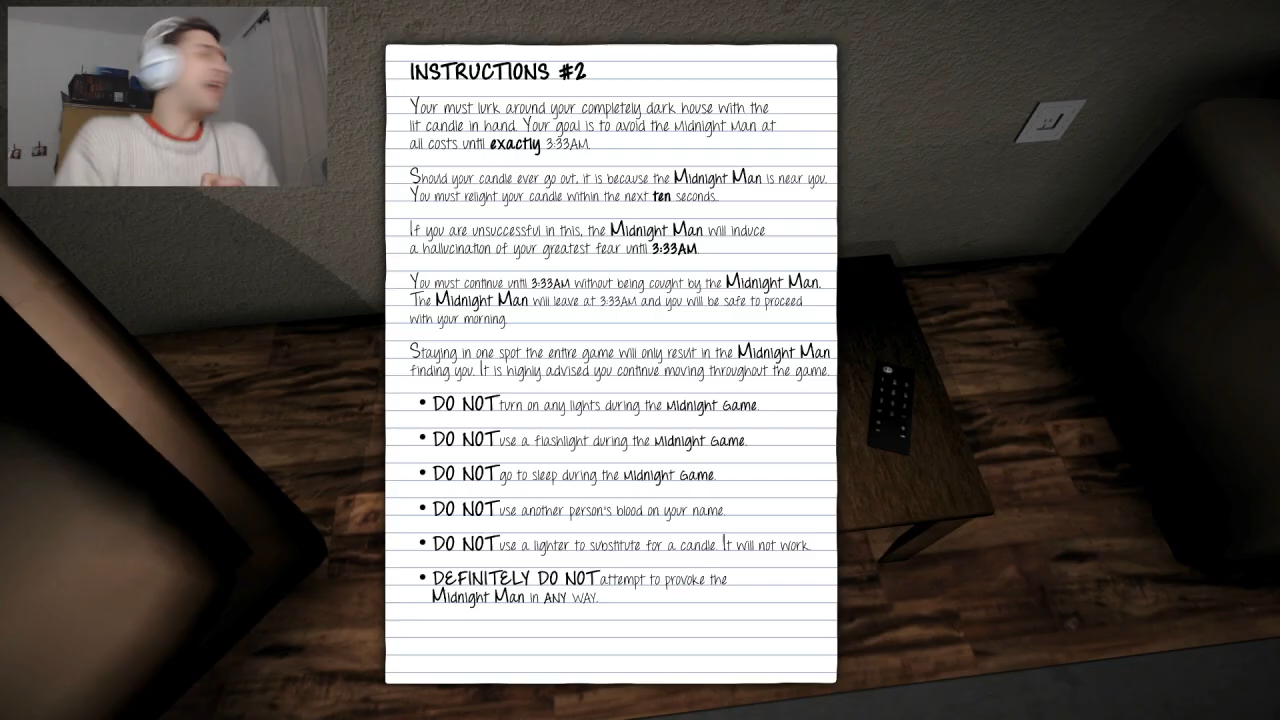 INSTRUCTIONS #2
Your must lurk around your completely dark house with the
lit candle in hand. Your goal is to avoid the Midnight Man at
all costs until exactly 3:33AM.
Should your candle ever go out, it is because the Midnight Man is near you.
You must relight your candle within the next ten seconds.
If you are unsuccessful in this, the Midnight Man will induce
a hallucination of your greatest fear until 3:33AM.
You must continue until 3:33AM without being cought by the Midnight Man.
The Midnight Man will leave at 3:33AM and you will be safe to proceed
with your morning.
Staying in one spot the entire game will only result in the Midnight Man
finding you. It is highly advised you continue moving throughout the game.
• DO NOT turn on any lights during the Midnight Game.
• DO NOT use a flashlight during the Midnight Game.
• DO NOT go to sleep during the Midnight Game.
• DO NOT use another person's blood on your name.
• DO NOT use a lighter to substitute for a candle. It will not work.
• DEFINITELY DO NOT attempt to provoke the
Midnight Man in ANY WAY.